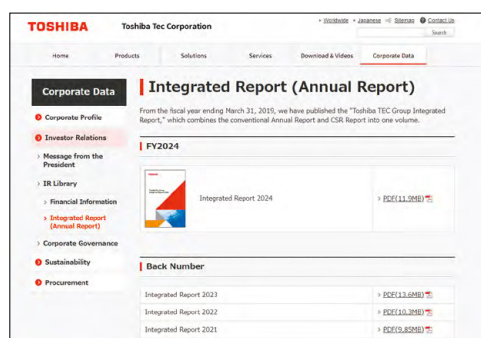 TOSHIBA
Toshiba Tec Corporation
Worldwide
Japanese
Sitemap
Contact Us
Search
Home
Products
Solutions
Services
Download & Videos
Corporate Data
Corporate Data
Corporate Profile
Investor Relations
Message from the
President
IR Library
Financial Information
Integrated Report
(Annual Report)
Corporate Governance
Sustainability
Procurement
Integrated Report (Annual Report)
From the fiscal year ending March 31, 2019, we have published the "Toshiba TEC Group Integrated
Report," which combines the conventional Annual Report and CSR Report into one volume.
FY2024
Integrated Report 2024
PDF(11.9MB)
Back Number
Integrated Report 2023
PDF(13.6MB)
Integrated Report 2022
PDF(10.3MB)
Integrated Report 2021
PDF(9.85MB)